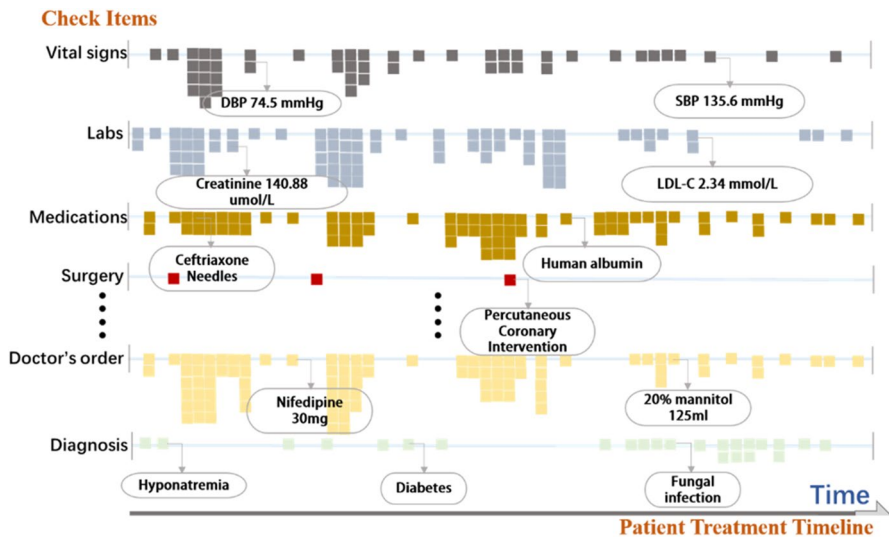 Check Items
Vital signs
DBP 74.5 mmHg
SBP 135.6 mmHg
Labs
Creatinine 140.88
umol/L
LDL-C 2.34 mmol/L
Medications
Ceftriaxone
Needles
Human albumin
Surgery
Percutaneous
Coronary
Intervention
Doctor's order
Nifedipine
30mg
20% mannitol
125ml
Diagnosis
Hyponatremia
Diabetes
Fungal
infection
Time
Patient Treatment Timeline